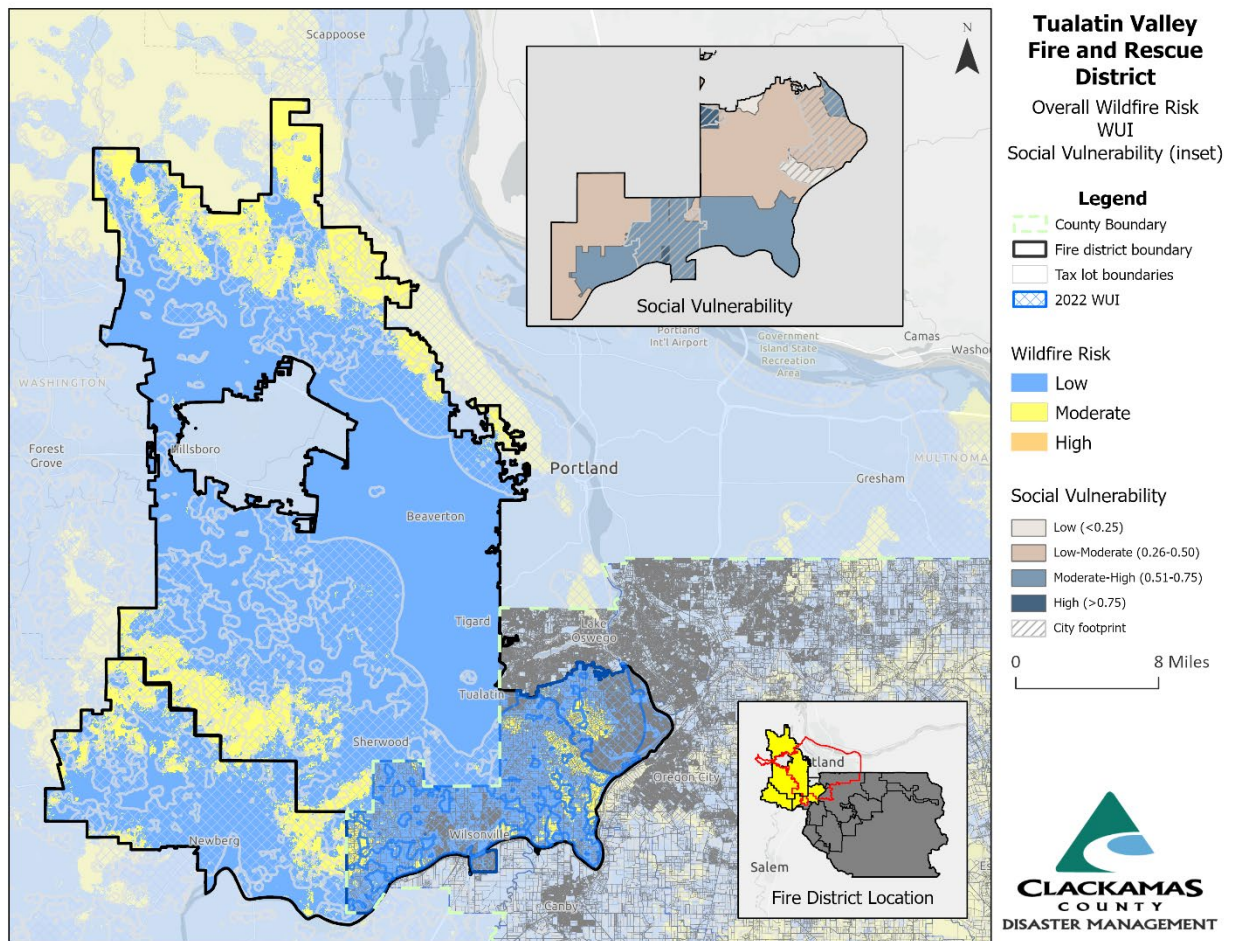 Tualatin Valley
Fire and Rescue
District
Overall Wildfire Risk
WUI
Social Vulnerability (inset)
Legend
County Boundary
Fire district boundary
Tax lot boundaries
2022 WUI
Wildfire Risk
Low
Moderate
High
Social Vulnerability
Low (<0.25)
Low-Moderate (0.26-0.50)
Moderate-High (0.51-0.75)
High (>0.75)
City footprint
0 8 Miles
CLACKAMAS
COUNTY
DISASTER MANAGEMENT
N
Scappoose
Social Vulnerability
Portland
Int'l Airport
Government
Island State
Recreation
Area
Camas
Washou
WASHINGTON
Hillsboro
Forest
Grove
Portland
MULTNOMA
Gresham
Beaverton
Tigard
Lake
Oswego
Tualatin
Sherwood
Oregon City
Wilsonville
Newberg
Canby
tland
Salem
Es
Fire District Location